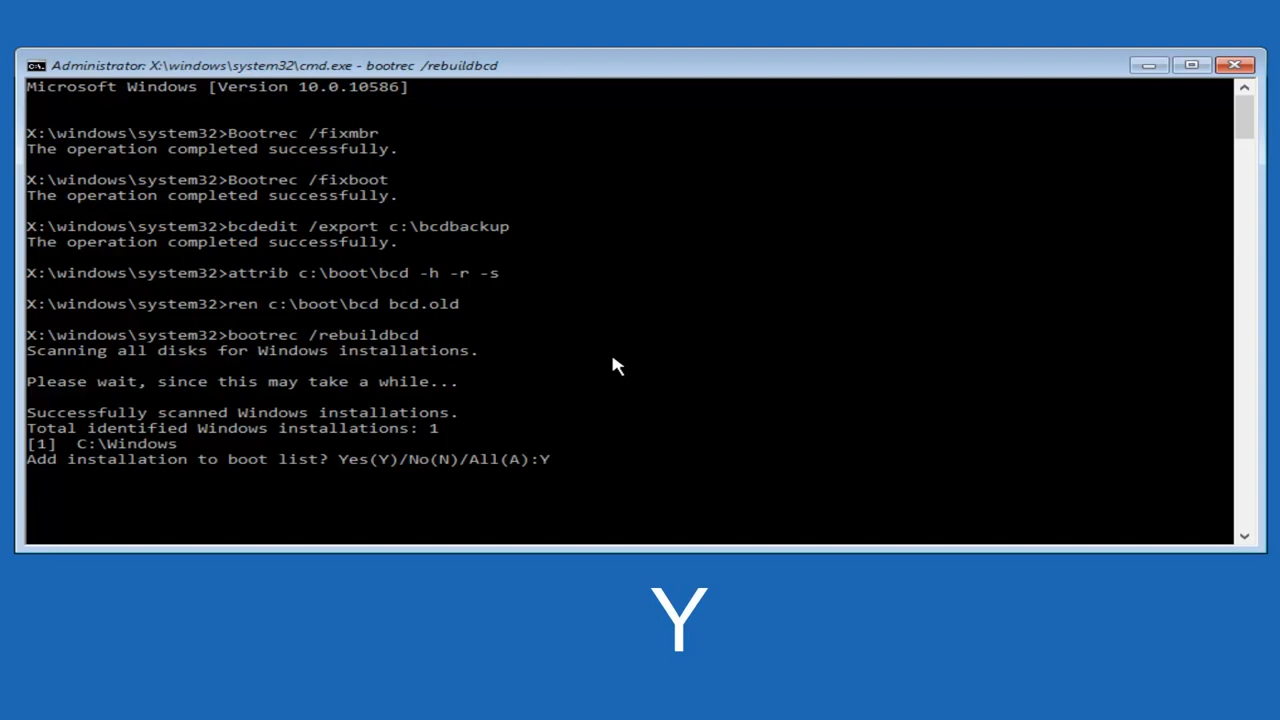 Administrator: X:\windows\system32\cmd.exe - bootrec /rebuildbcd
Microsoft Windows [Version 10.0.10586]
X:\windows\system32>Bootrec /fixmbr
The operation completed successfully.
X:\windows\system32>Bootrec /fixboot
The operation completed successfully.
X:\windows\system32>bcdedit /export c:\bcdbackup
The operation completed successfully.
X:\windows\system32>attrib c:\boot\bcd -h -r -s
X:\windows\system32>ren c:\boot\bcd bcd.old
X:\windows\system32>bootrec /rebuildbcd
Scanning all disks for Windows installations.
Please wait, since this may take a while...
Successfully scanned Windows installations.
Total identified Windows installations: 1
[1]  C:\Windows
Add installation to boot list? Yes(Y)/No(N)/All(A):Y
Y